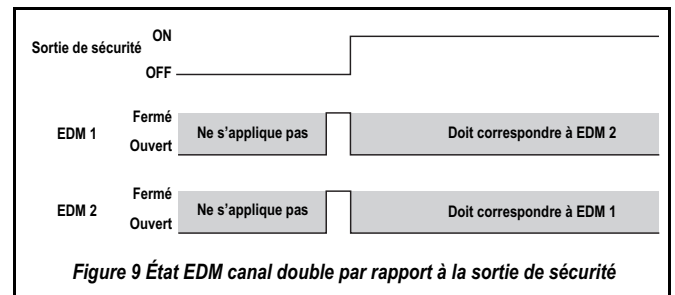 Sortie de sécurité
ON
OFF
EDM 1
Fermé
Ouvert
Ne s'applique pas
Doit correspondre à EDM 2
EDM 2
Fermé
Ouvert
Ne s'applique pas
Doit correspondre à EDM 1
Figure 9 État EDM canal double par rapport à la sortie de sécurité